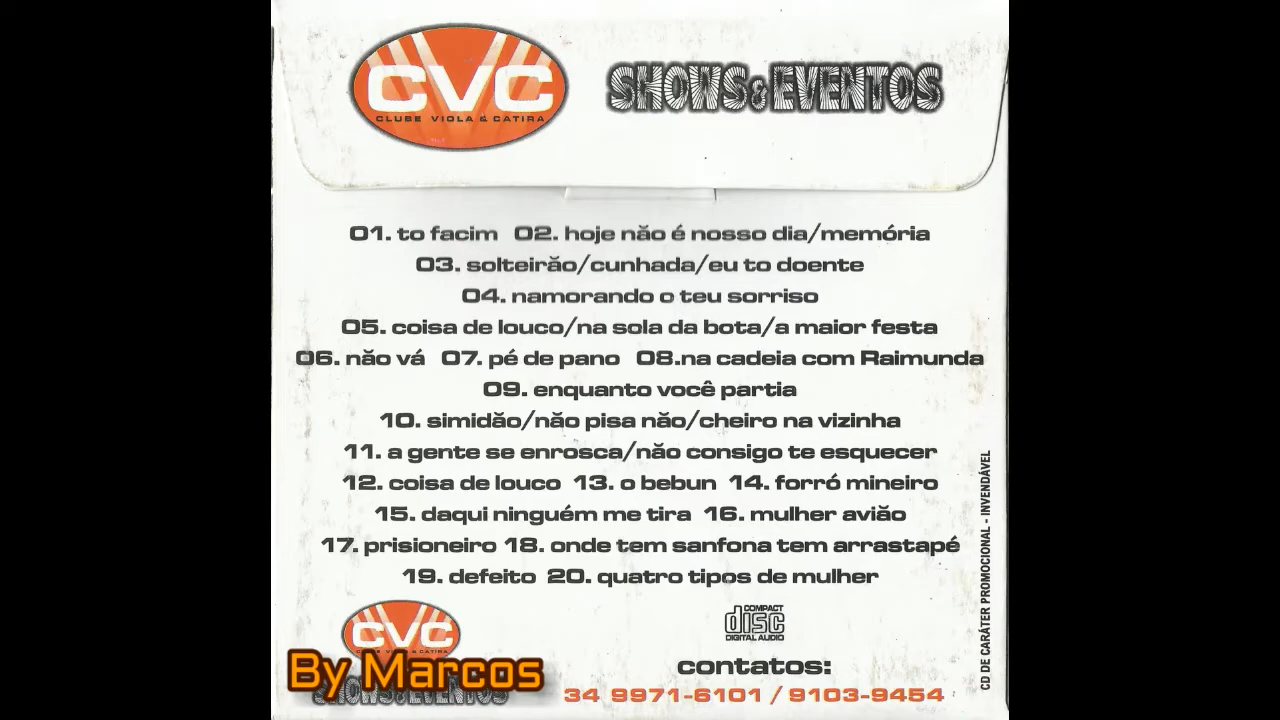 CVC
CLUBE VIOLA & CATIRA
SHOWS & EVENTOS
01. to facim 02. hoje não é nosso dia/memória
03. solteirão/cunhada/eu to doente
04. namorando o teu sorriso
05. coisa de louco/na sola da bota/a maior festa
06. não vá 07. pé de pano 08.na cadeia com Raimunda
09. enquanto você partia
10. simidão/não pisa não/cheiro na vizinha
11. a gente se enrosca/não consigo te esquecer
12. coisa de louco 13. o bebun 14. forró mineiro
15. daqui ninguém me tira 16. mulher avião
17. prisioneiro 18. onde tem sanfona tem arrastapé
19. defeito 20. quatro tipos de mulher
CD DE CARÁTER PROMOCIONAL - INVENDÁVEL
CVC
CLUBE VIOLA & CATIRA
By Marcos
SHOWS & EVENTOS
COMPACT
disc
DIGITAL AUDIO
contatos:
34 9971-6101 / 9103-9454